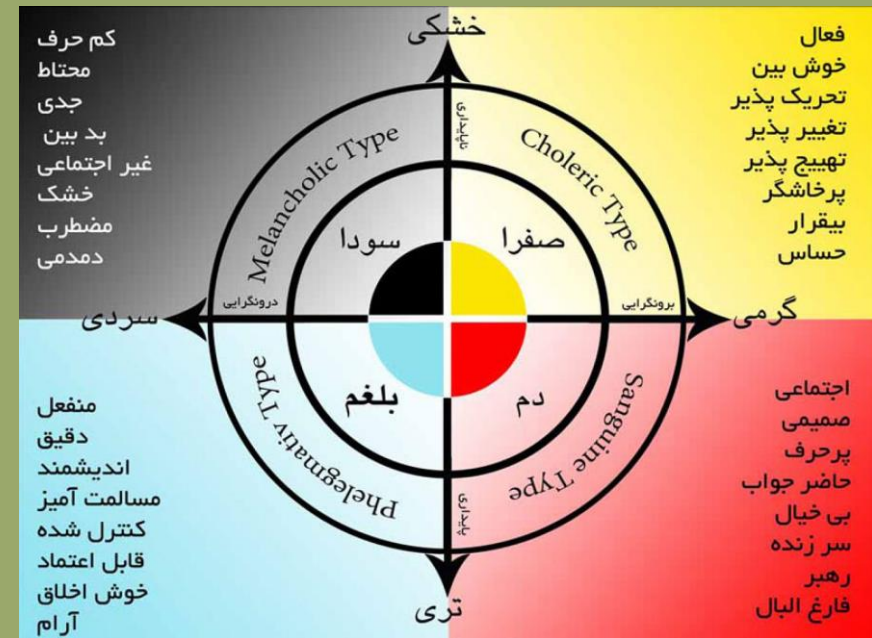 خشکی
فعال
خوش بین
تحریک پذیر
تغییر پذیر
تهییج پذیر
پرخاشگر
بیقرار
حساس
کم حرف
محتاط
جدی
بد بین
غیر اجتماعی
خشک
مضطرب
دمدمی
ناپایداری
Choleric Type
Melancholic Type
صفرا
سودا
گرمی
برونگرایی
درونگرایی
سردی
دم
بلغم
Sanguine Type
Phelegmativ Type
پایداری
اجتماعی
صمیمی
پرحرف
حاضر جواب
بی خیال
سر زنده
رهبر
فارغ البال
منفعل
دقیق
اندیشمند
مسالمت آمیز
کنترل شده
قابل اعتماد
خوش اخلاق
آرام
تری